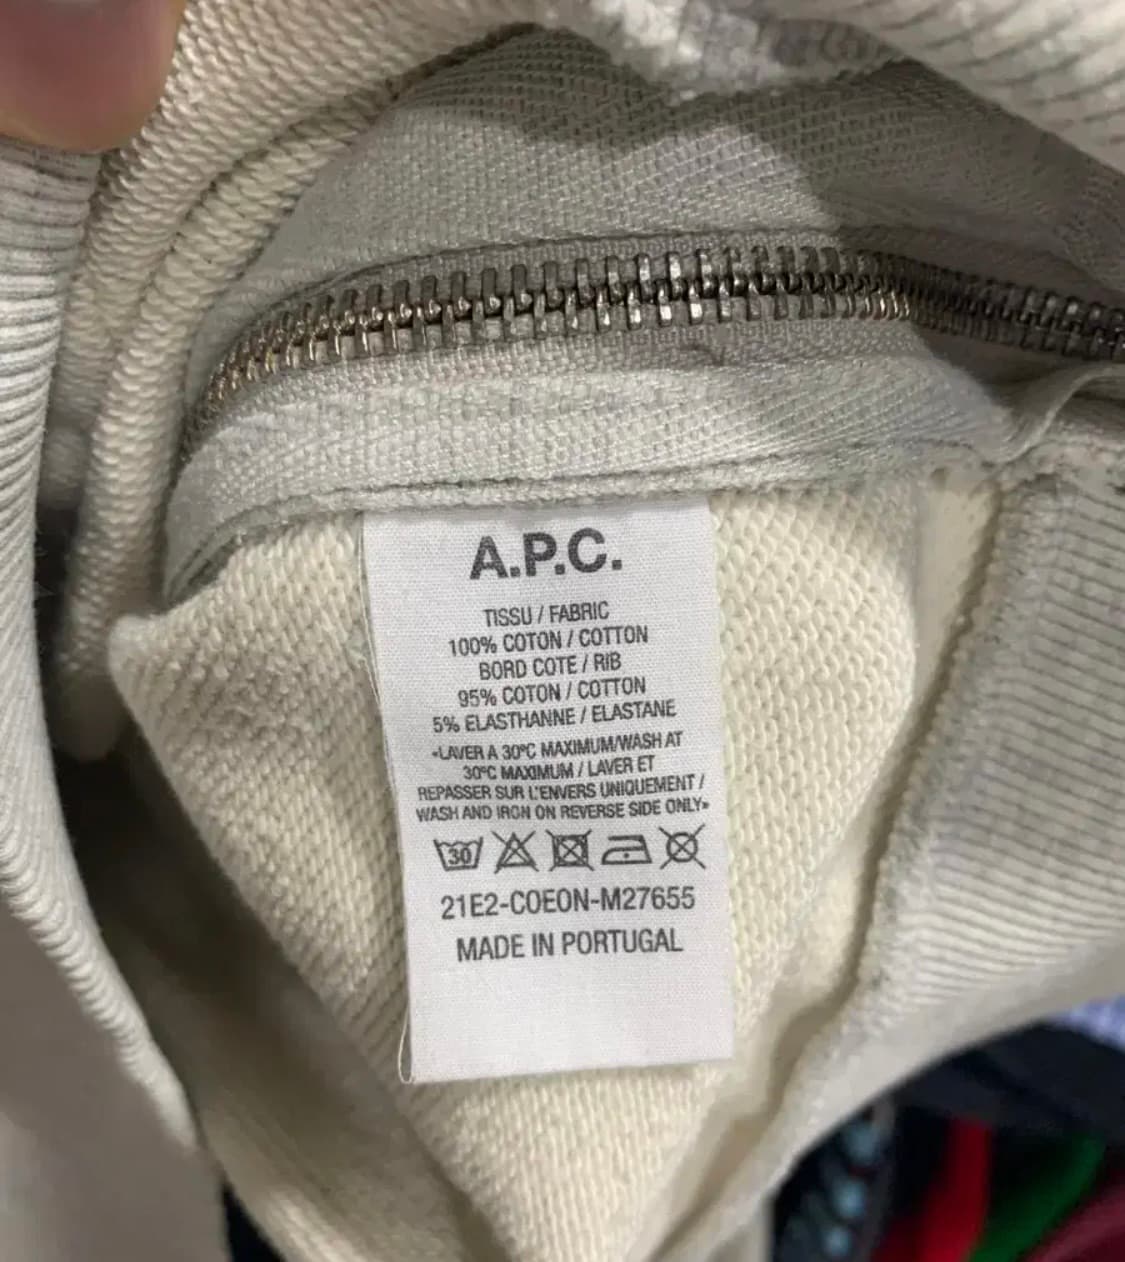 A.P.C.
TISSU / FABRIC
100% COTON / COTTON
BORD COTE / RIB
95% COTON / COTTON
5% ELASTHANNE / ELASTANE
«LAVER A 30°C MAXIMUM/WASH AT
30°C MAXIMUM / LAVER ET
REPASSER SUR L'ENVERS UNIQUEMENT /
WASH AND IRON ON REVERSE SIDE ONLY»
30
21E2-COEON-M27655
MADE IN PORTUGAL